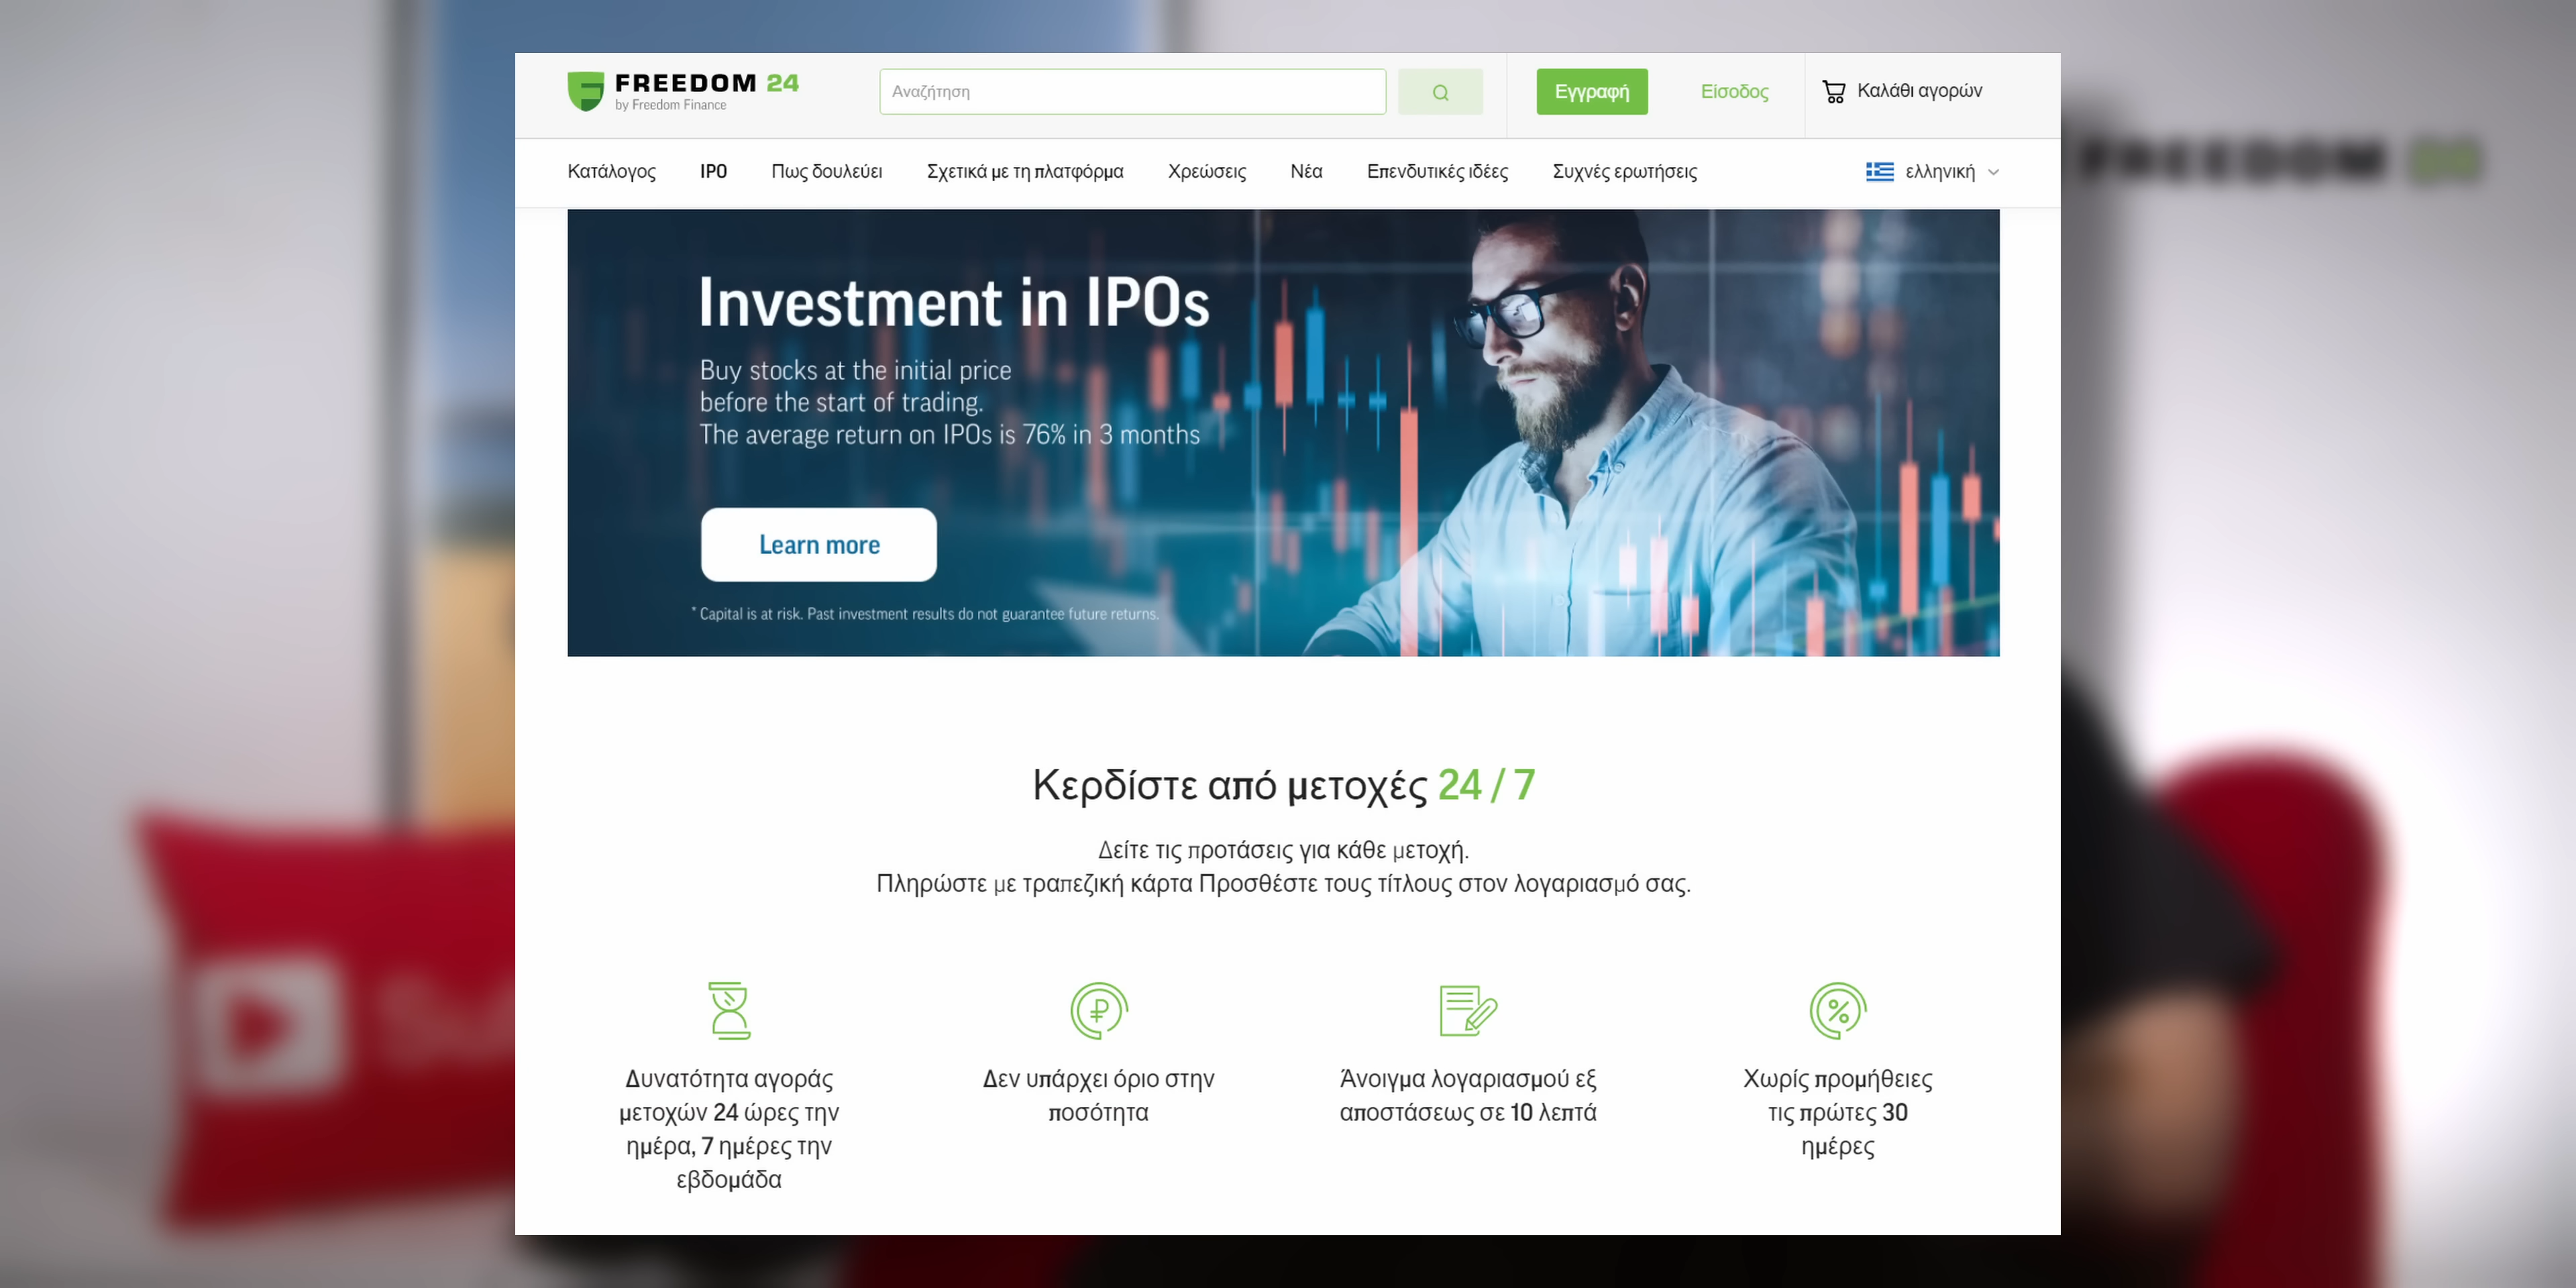 FREEDOM 24
by Freedom Finance
Αναζήτηση
Εγγραφή
Είσοδος
Καλάθι αγορών
Κατάλογος
IPO
Πως δουλεύει
Σχετικά με τη πλατφόρμα
Χρεώσεις
Νέα
Επενδυτικές ιδέες
Συχνές ερωτήσεις
ελληνική
FREEDOM 24
Investment in IPOs
Buy stocks at the initial price
before the start of trading.
The average return on IPOs is 76% in 3 months
Learn more
* Capital is at risk. Past investment results do not guarantee future returns.
Κερδίστε από μετοχές 24 / 7
Δείτε τις προτάσεις για κάθε μετοχή.
Πληρώστε με τραπεζική κάρτα Προσθέστε τους τίτλους στον λογαριασμό σας.
Δυνατότητα αγοράς
μετοχών 24 ώρες την
ημέρα, 7 ημέρες την
εβδομάδα
Δεν υπάρχει όριο στην
ποσότητα
Άνοιγμα λογαριασμού εξ
αποστάσεως σε 10 λεπτά
Χωρίς προμήθειες
τις πρώτες 30
ημέρες